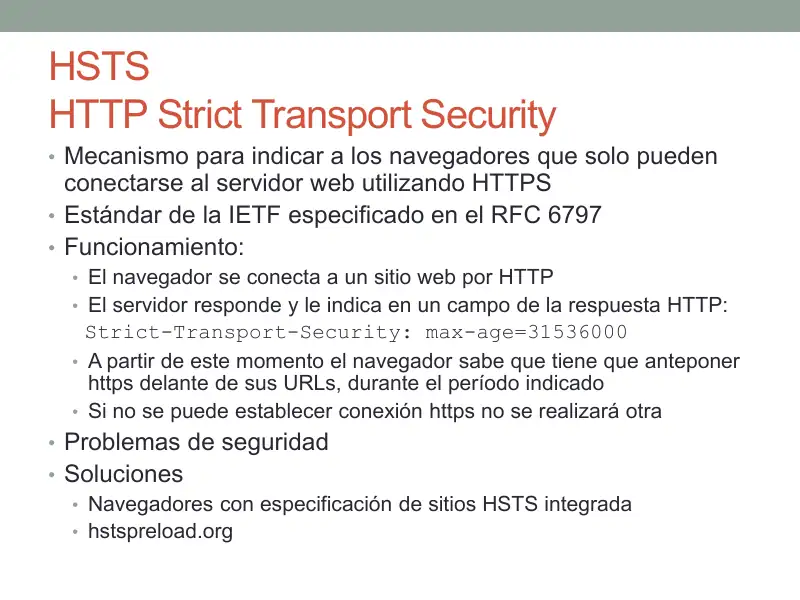 HSTS
HTTP Strict Transport Security
• Mecanismo para indicar a los navegadores que solo pueden
conectarse al servidor web utilizando HTTPS
• Estándar de la IETF especificado en el RFC 6797
• Funcionamiento:
• El navegador se conecta a un sitio web por HTTP
• El servidor responde y le indica en un campo de la respuesta HTTP:
Strict-Transport-Security: max-age=31536000
• A partir de este momento el navegador sabe que tiene que anteponer
https delante de sus URLs, durante el período indicado
• Si no se puede establecer conexión https no se realizará otra
• Problemas de seguridad
• Soluciones
• Navegadores con especificación de sitios HSTS integrada
• hstspreload.org